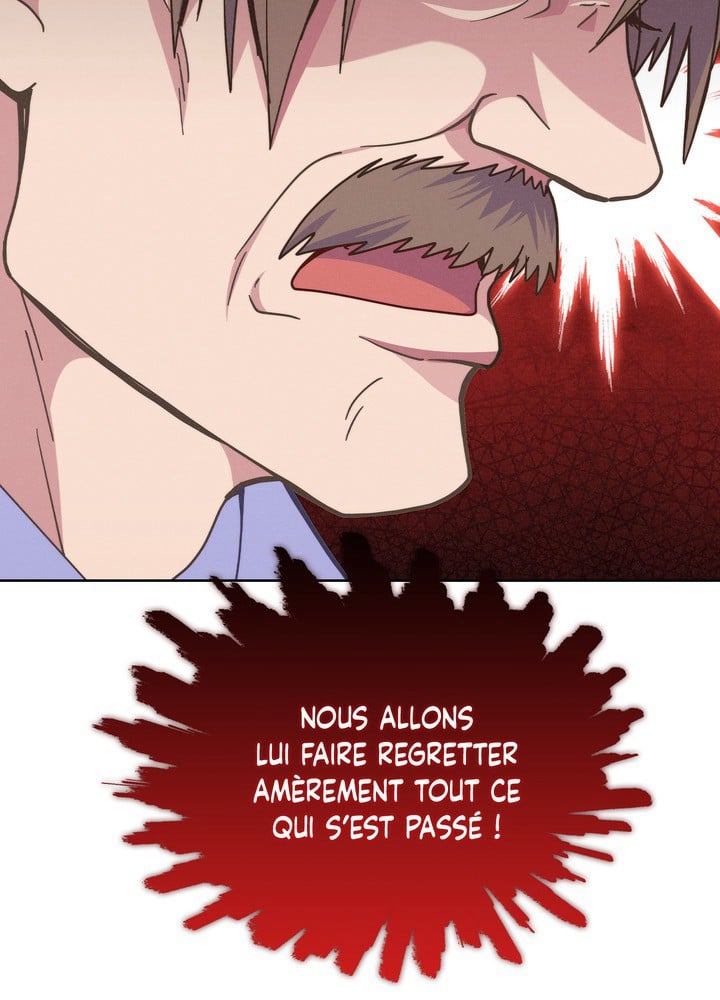 NOUS ALLONS
LUI FAIRE REGRETTER
AMÈREMENT TOUT CE
QUI S'EST PASSÉ !